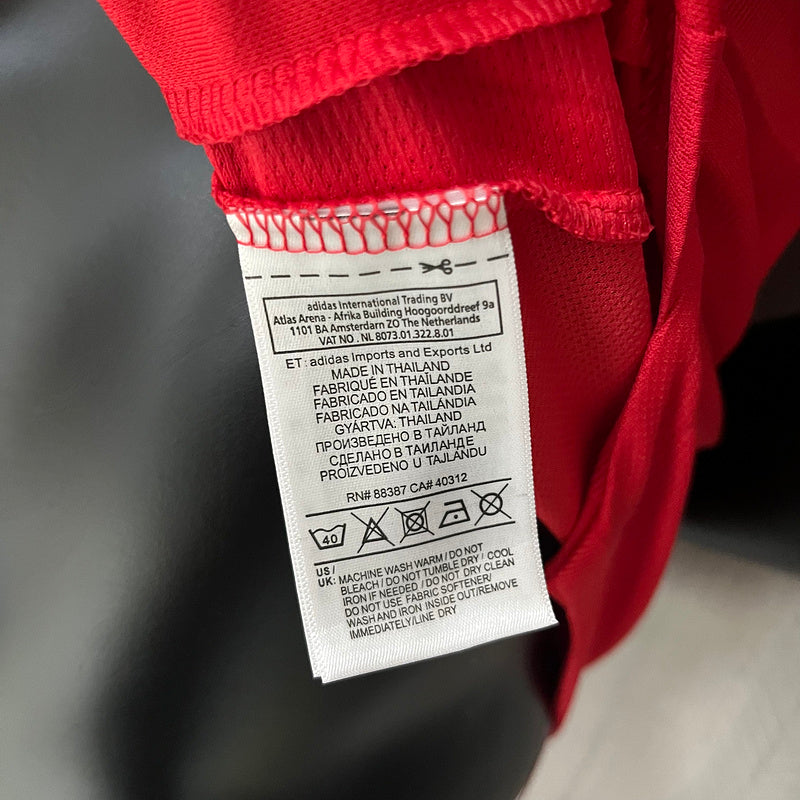 adidas International Trading BV
Atlas Arena - Afrika Building Hoogoorddreef 9a
1101 BA Amsterdam ZO The Netherlands
VAT NO . NL 8073.01.322.B.01
ET: adidas Imports and Exports Ltd
MADE IN THAILAND
FABRIQUÉ EN THAÏLANDE
FABRICADO EN TAILANDIA
FABRICADO NA TAILÂNDIA
GYÁRTVA: THAILAND
ПРОИЗВЕДЕНО В ТАЙЛАНД
СДЕЛАНО В ТАИЛАНДЕ
PROIZVEDENO U TAJLANDU
RN# 88387 CA# 40312
40
US /
UK: MACHINE WASH WARM / DO NOT
BLEACH / DO NOT TUMBLE DRY / COOL
IRON IF NEEDED / DO NOT DRY CLEAN
DO NOT USE FABRIC SOFTENER/
WASH AND IRON INSIDE OUT/REMOVE
IMMEDIATELY/LINE DRY